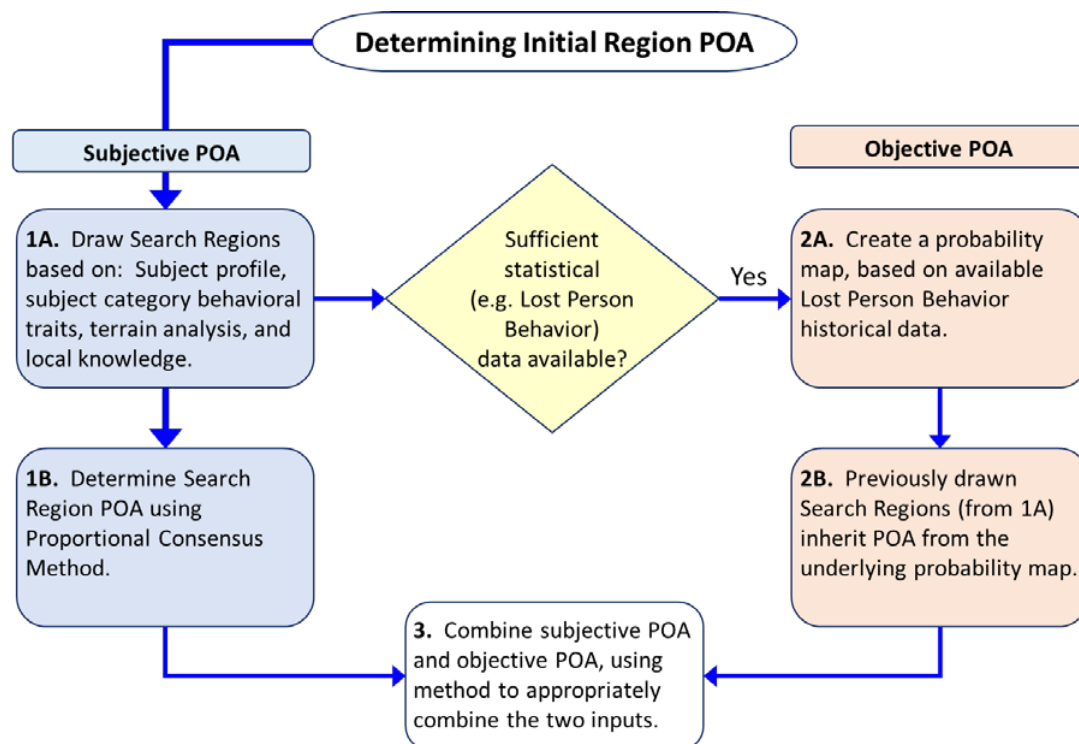 Determining Initial Region POA
Subjective POA
Objective POA
1A. Draw Search Regions
based on: Subject profile,
subject category behavioral
traits, terrain analysis, and
local knowledge.
Sufficient
statistical
(e.g. Lost Person
Behavior)
data available?
Yes
2A. Create a probability
map, based on available
Lost Person Behavior
historical data.
1B. Determine Search
Region POA using
Proportional Consensus
Method.
2B. Previously drawn
Search Regions (from 1A)
inherit POA from the
underlying probability map.
3. Combine subjective POA
and objective POA, using
method to appropriately
combine the two inputs.